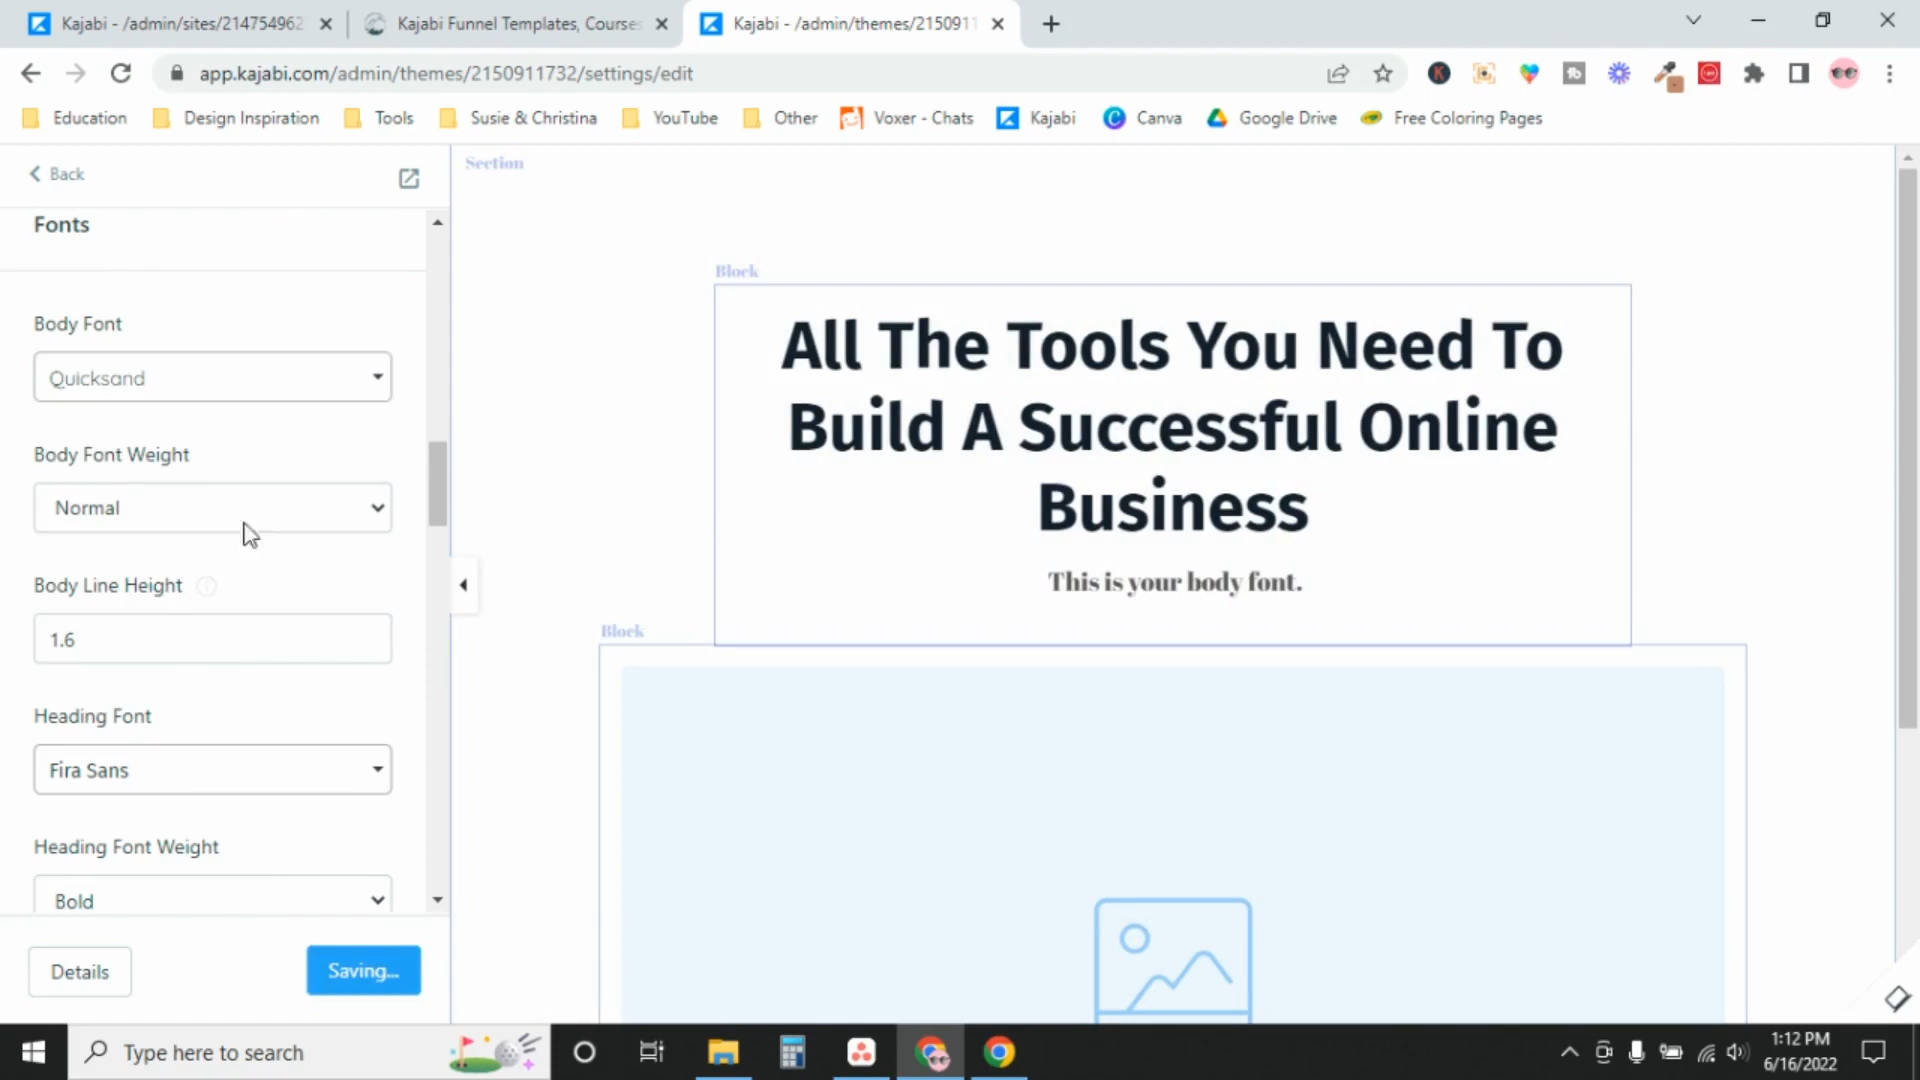 Kajabi - /admin/sites/214754962
Kajabi Funnel Templates, Courses
Kajabi - /admin/themes/2150911
app.kajabi.com/admin/themes/2150911732/settings/edit
Education
Design Inspiration
Tools
Susie & Christina
YouTube
Other
Voxer - Chats
Kajabi
Canva
Google Drive
Free Coloring Pages
Back
Fonts
Body Font
Quicksand
Body Font Weight
Normal
Body Line Height
1.6
Heading Font
Fira Sans
Heading Font Weight
Bold
Details
Saving...
Section
Block
All The Tools You Need To
Build A Successful Online
Business
This is your body font.
Block
Type here to search
1:12 PM
6/16/2022